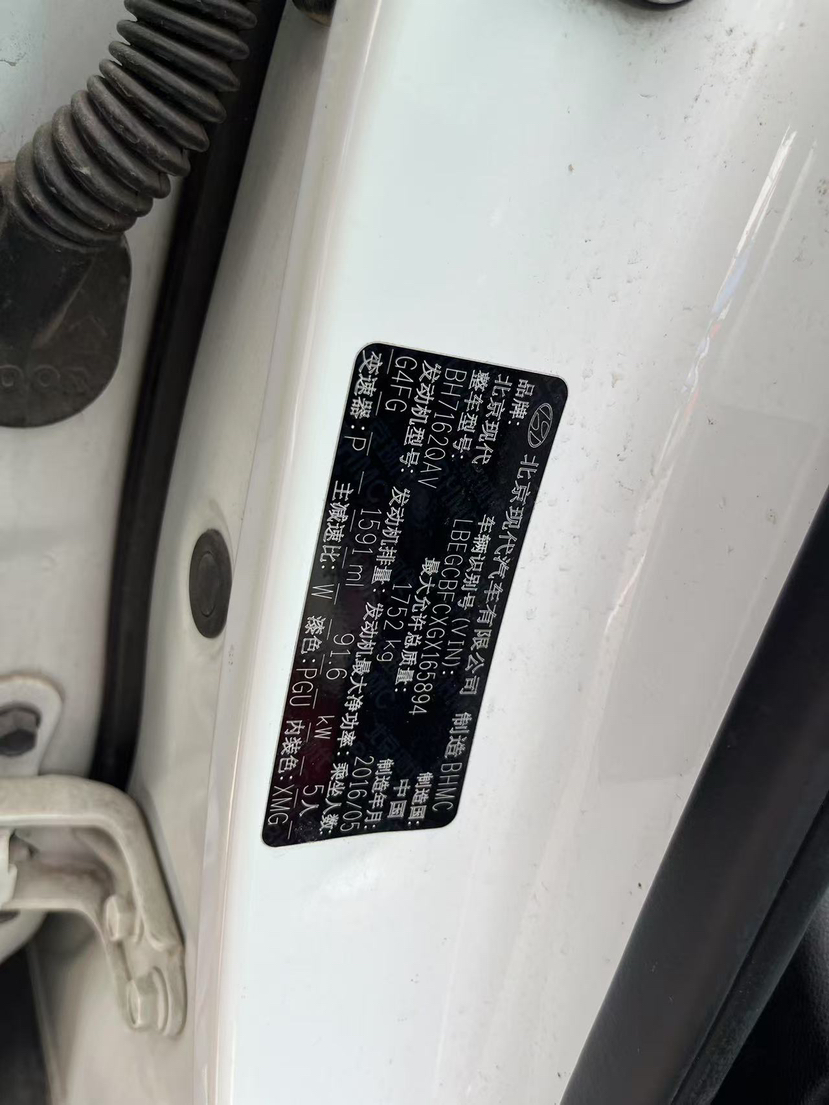 北京现代汽车有限公司 制造 BHMC
品牌: 北京现代 车辆识别号 (VIN): 制造国:
整车型号: LBEGCBFCXGX165894 中国
BH7162QAV 最大允许总质量: 制造年月:
发动机型号: 发动机排量: 1752 kg 2016/05
G4FG 1591 ml 发动机最大净功率: 乘坐人数:
91.6 kW 5人
变速器: P 主减速比: W 漆色: PGU 内装色: XMG